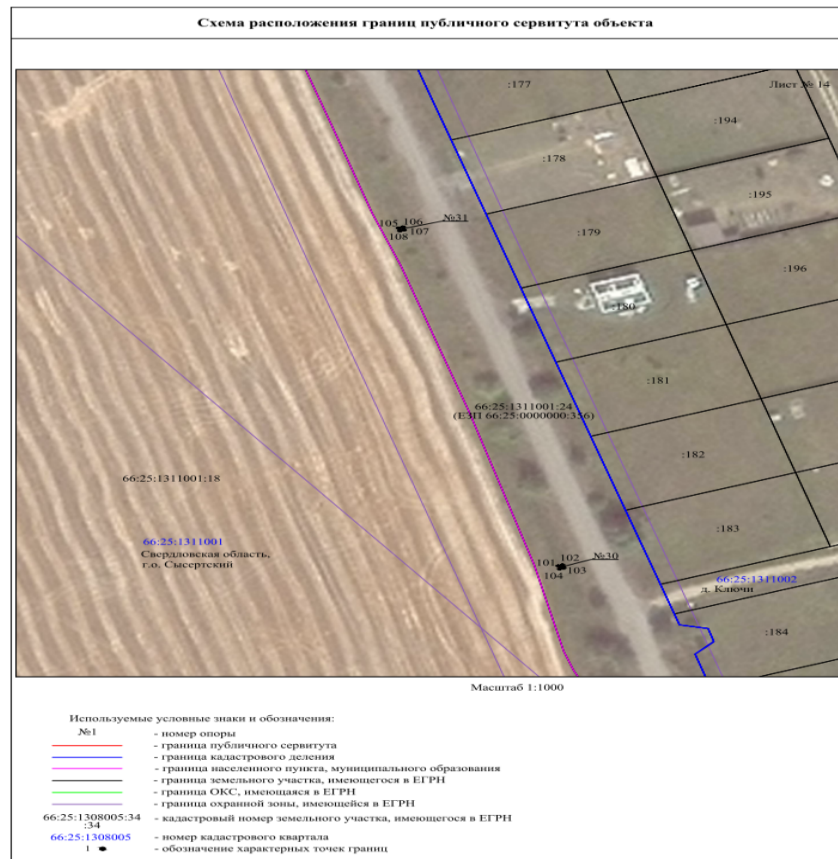 Схема расположения границ публичного сервитута объекта
Лист № 14
:177
:194
:178
:195
105 106 №31
108 107
:179
:196
:180
:181
66:25:1311001:24
(ЕЗП 66:25:0000000:356)
:182
66:25:1311001:18
:183
66:25:1311001
Свердловская область,
г.о. Сысертский
101 102 №30
104 103
66:25:1311002
д. Ключи
:184
Масштаб 1:1000
Используемые условные знаки и обозначения:
№1 - номер опоры
- граница публичного сервитута
- граница кадастрового деления
- граница населенного пункта, муниципального образования
- граница земельного участка, имеющегося в ЕГРН
- граница ОКС, имеющаяся в ЕГРН
- граница охранной зоны, имеющейся в ЕГРН
66:25:1308005:34 - кадастровый номер земельного участка, имеющегося в ЕГРН
:34
66:25:1308005 - номер кадастрового квартала
1 - обозначение характерных точек границ